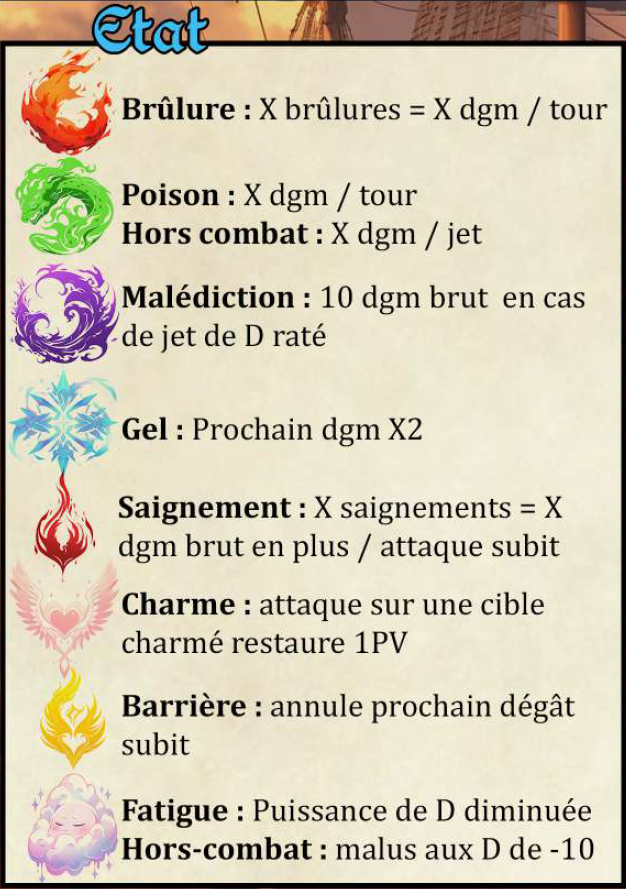 Etat
Brûlure : X brûlures = X dgm / tour
Poison : X dgm / tour
Hors combat : X dgm / jet
Malédiction : 10 dgm brut en cas
de jet de D raté
Gel : Prochain dgm X2
Saignement : X saignements = X
dgm brut en plus / attaque subit
Charme : attaque sur une cible
charmé restaure 1PV
Barrière : annule prochain dégât
subit
Fatigue : Puissance de D diminuée
Hors-combat : malus aux D de -10